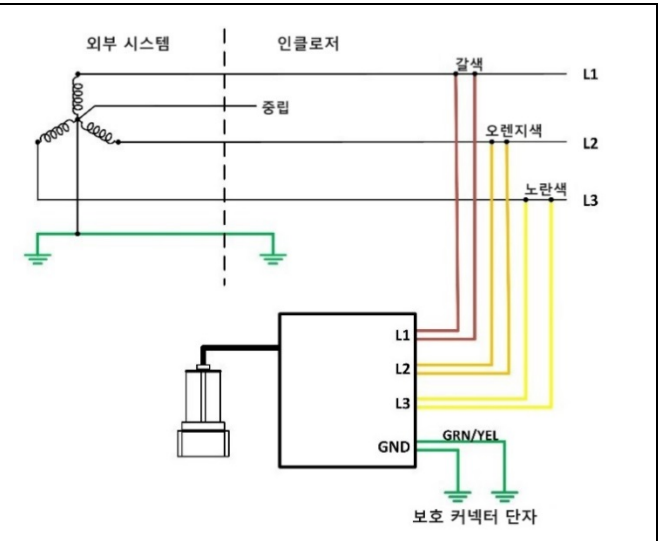 외부 시스템
인클로저
갈색
L1
중립
오렌지색
L2
노란색
L3
L1
L2
L3
GND
GRN/YEL
보호 커넥터 단자